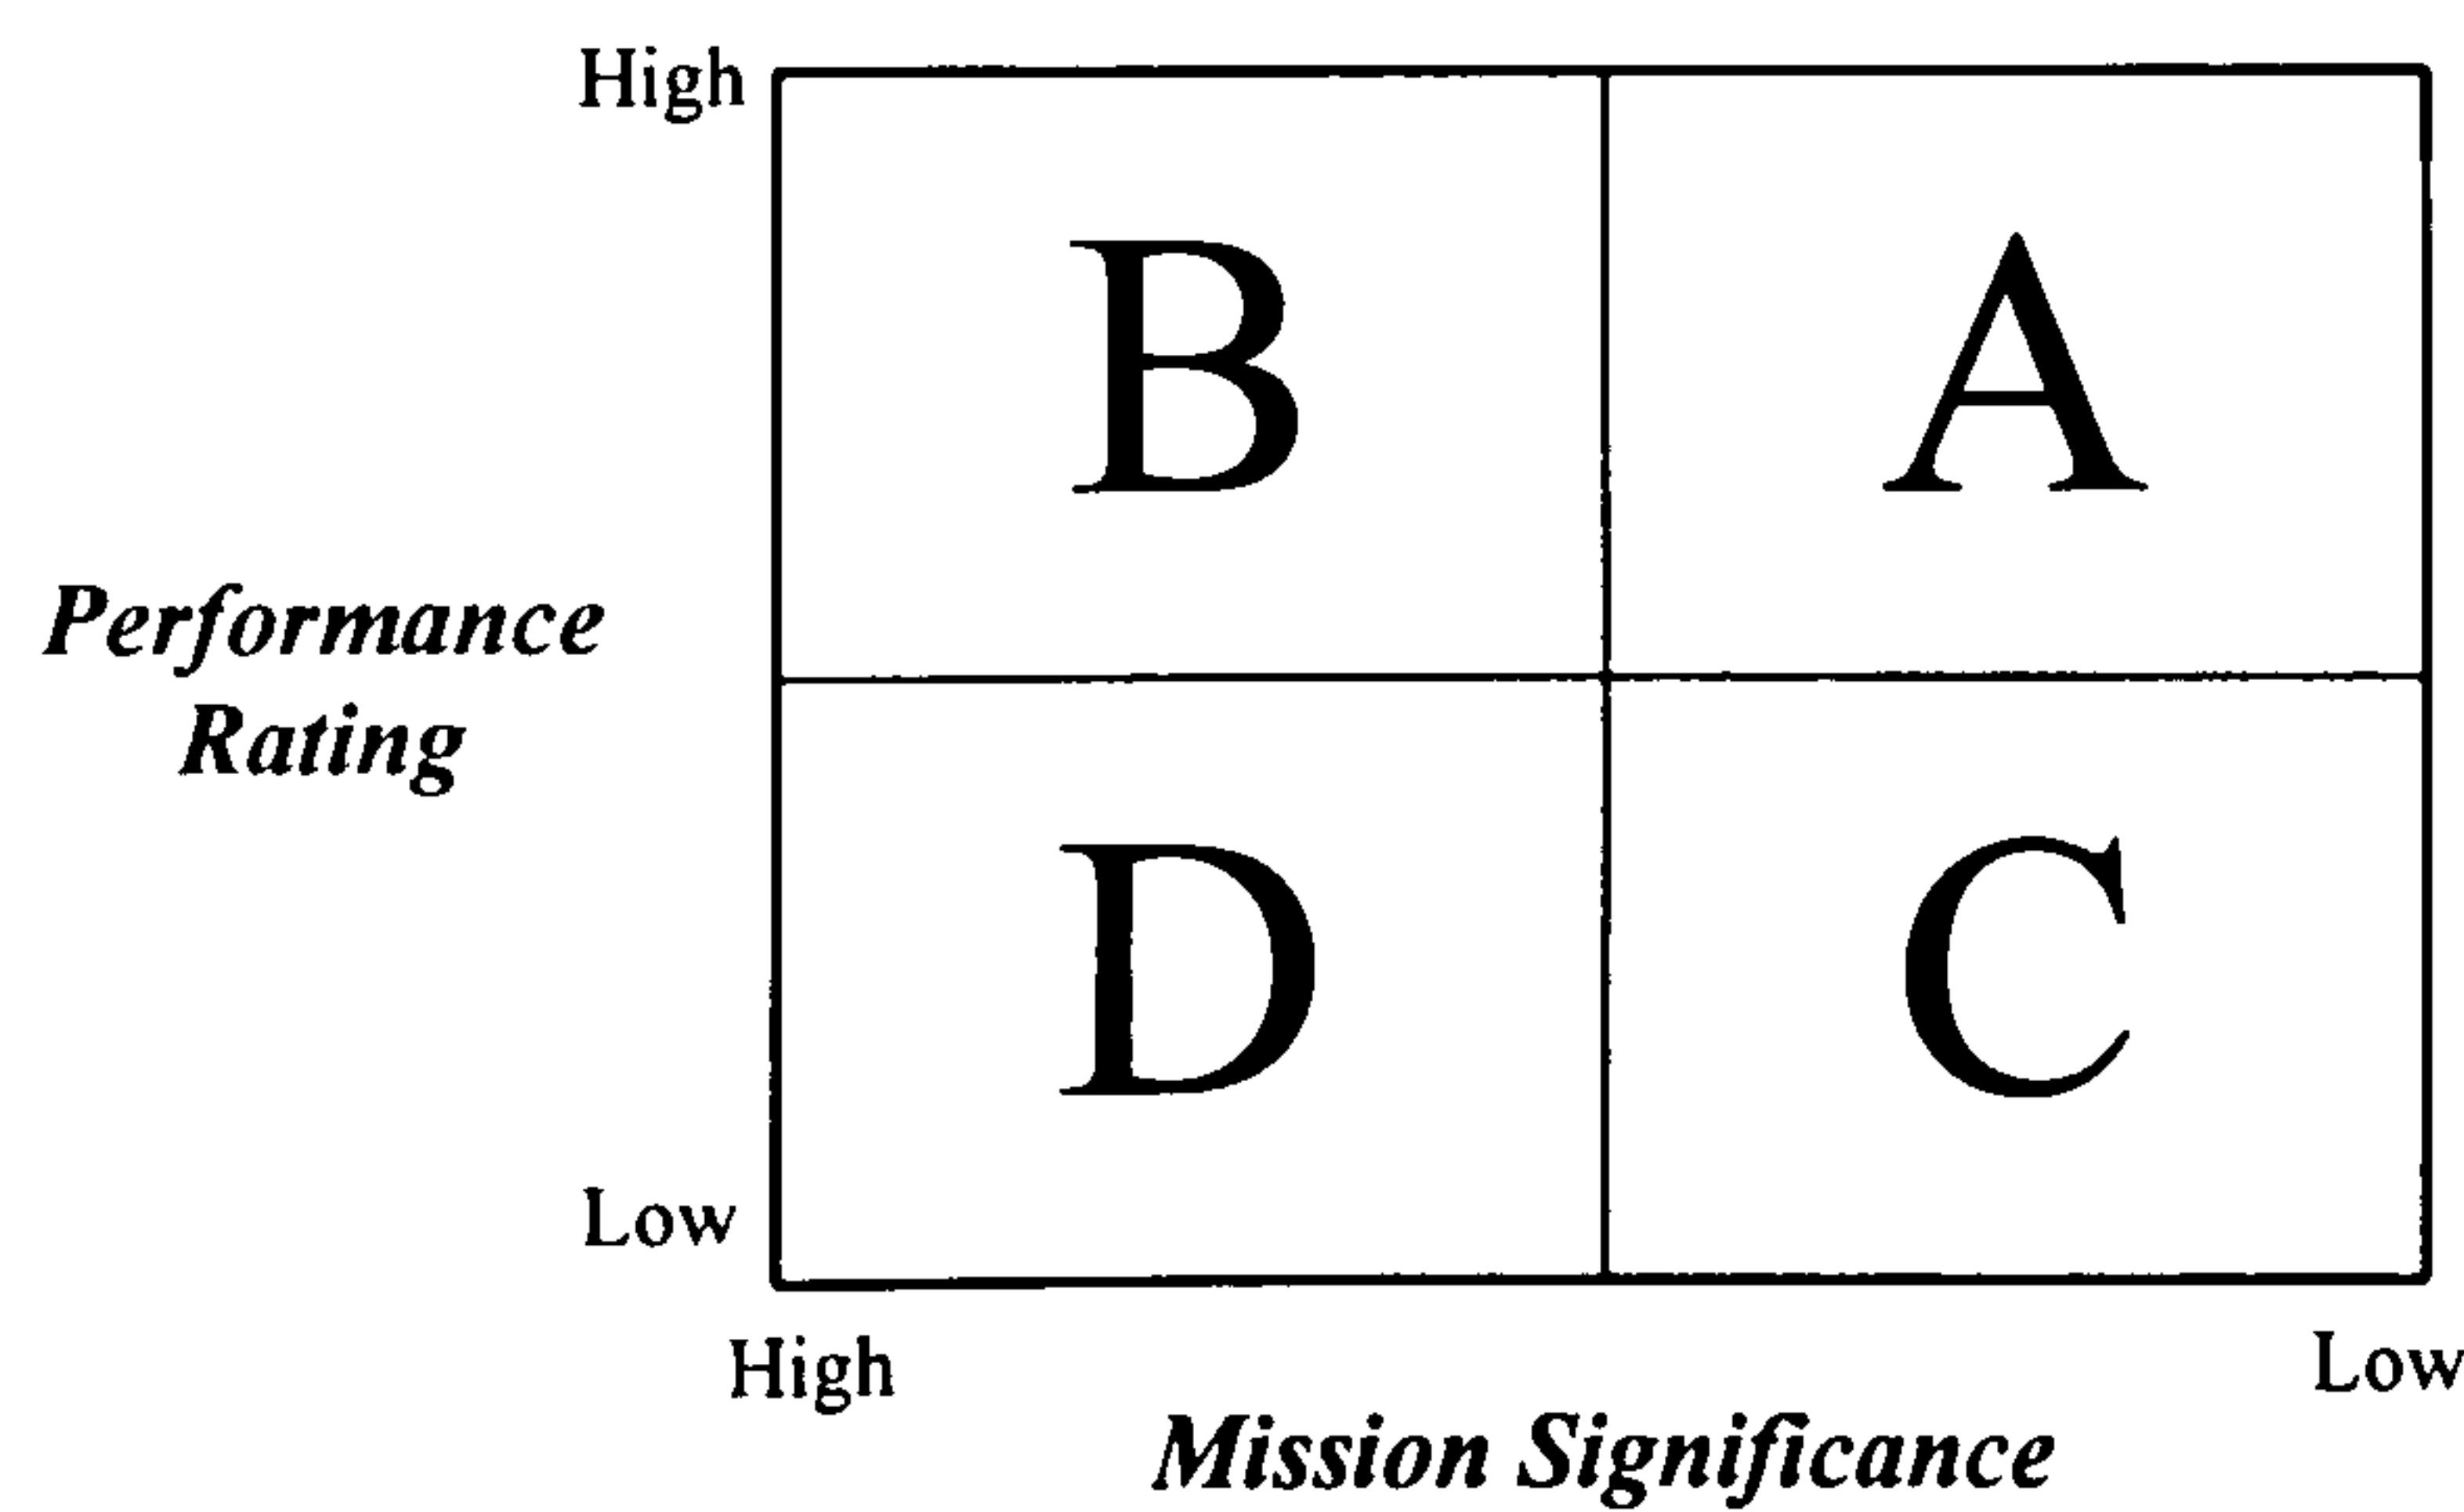 High
B A
Performance
Rating
D C
Low
High Low
Mission Significance